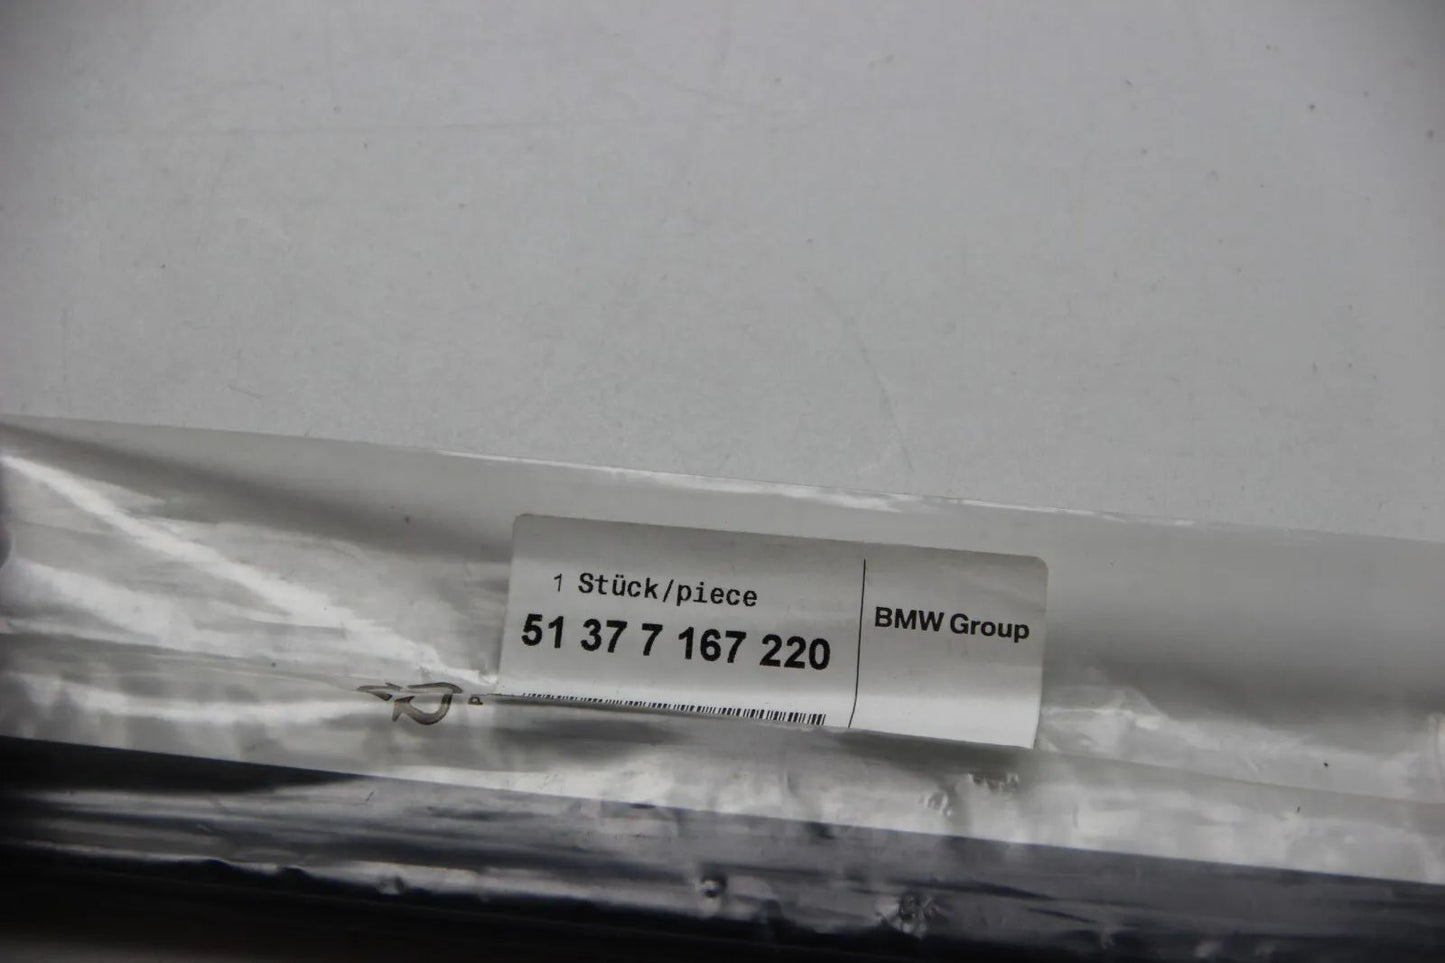 1 Stück/piece
51 37 7 167 220
BMW Group